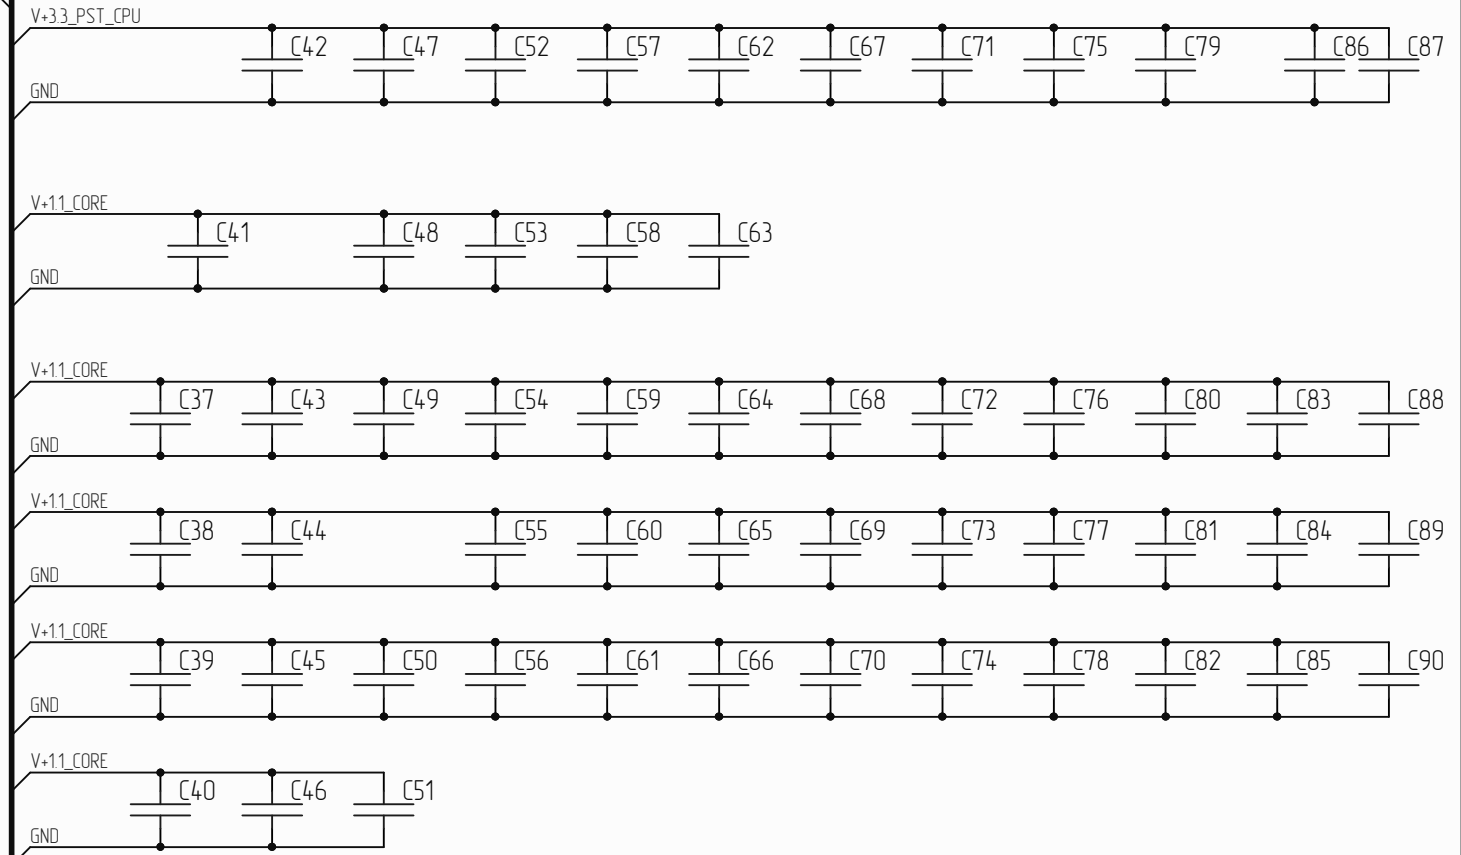 V+3.3_PST_CPU
C42 C47 C52 C57 C62 C67 C71 C75 C79 C86 C87
GND
V+1.1_CORE
C41 C48 C53 C58 C63
GND
V+1.1_CORE
C37 C43 C49 C54 C59 C64 C68 C72 C76 C80 C83 C88
GND
V+1.1_CORE
C38 C44 C55 C60 C65 C69 C73 C77 C81 C84 C89
GND
V+1.1_CORE
C39 C45 C50 C56 C61 C66 C70 C74 C78 C82 C85 C90
GND
V+1.1_CORE
C40 C46 C51
GND